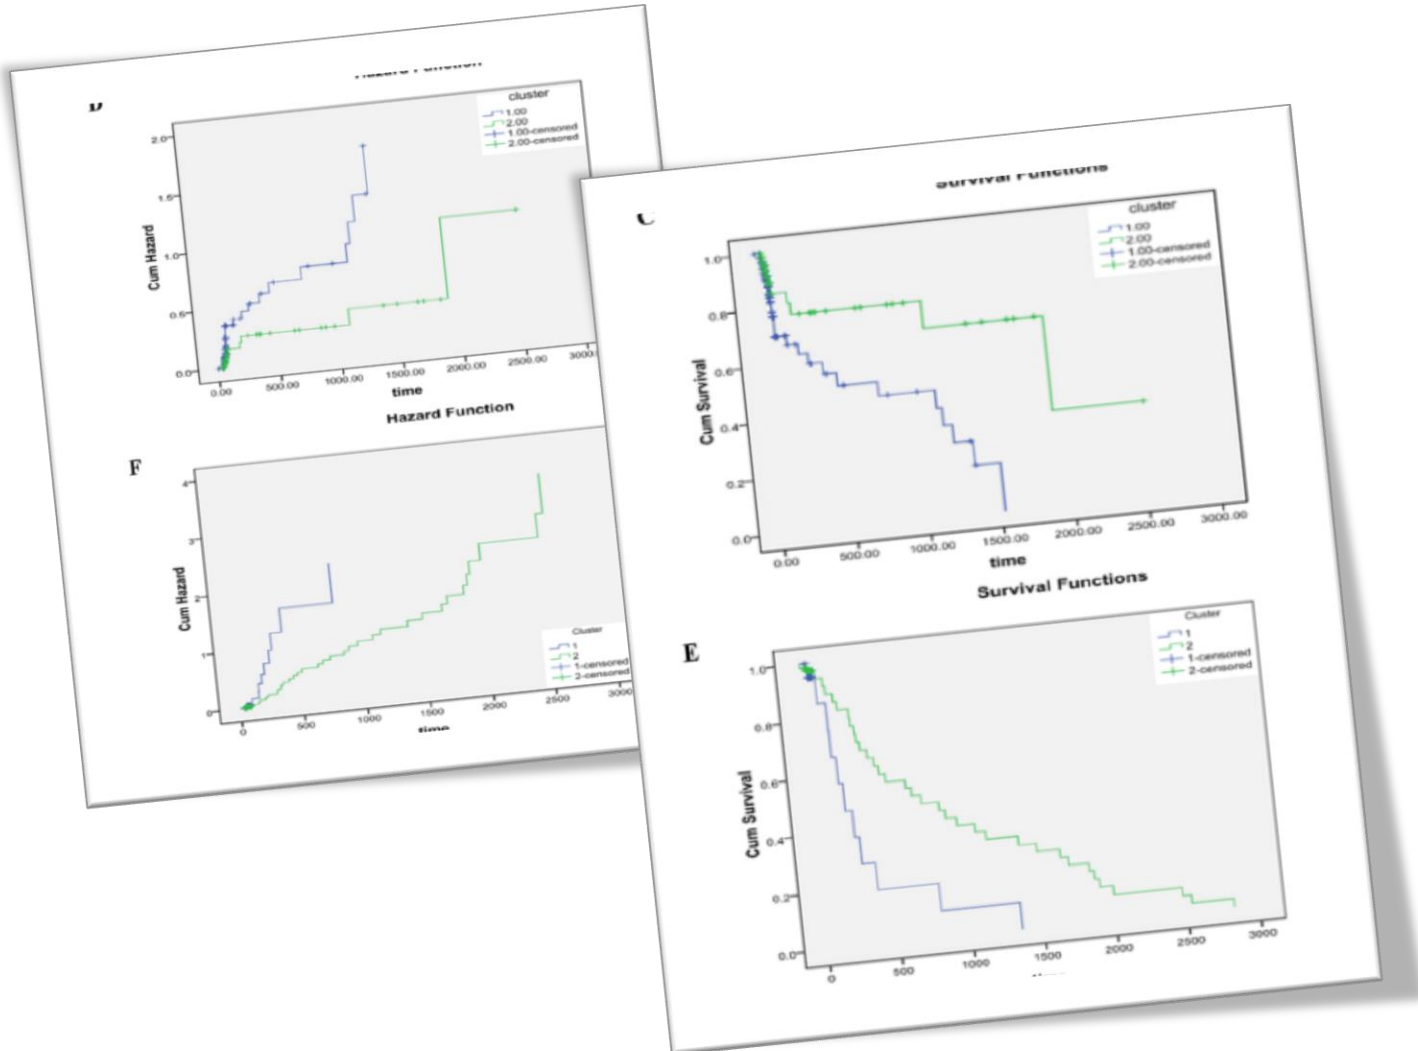 Hazard Function
D
cluster
1.00
2.00
1.00-censored
2.00-censored
2.0
1.5
1.0
0.5
0.0
Cum Hazard
0.00 500.00 1000.00 1500.00 2000.00 2500.00 3000.
time
Hazard Function
F
4
3
2
1
0
Cum Hazard
Cluster
1
2
1-censored
2-censored
0 500 1000 1500 2000 2500 3000
time
Survival Functions
C
cluster
1.00
2.00
1.00-censored
2.00-censored
1.0
0.8
0.6
0.4
0.2
0.0
Cum Survival
0.00 500.00 1000.00 1500.00 2000.00 2500.00 3000.00
time
Survival Functions
E
Cluster
1
2
1-censored
2-censored
1.0
0.8
0.6
0.4
0.2
0.0
Cum Survival
0 500 1000 1500 2000 2500 3000